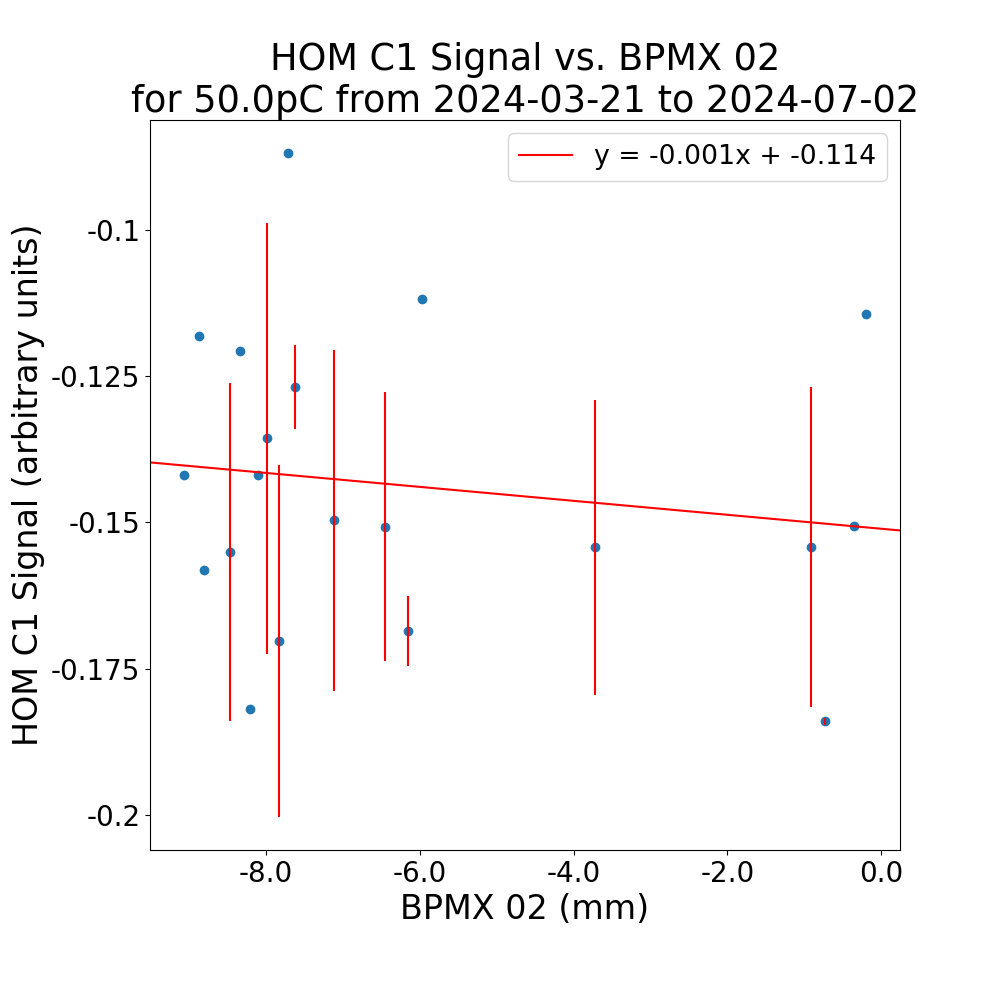 HOM C1 Signal vs. BPMX 02
for 50.0pC from 2024-03-21 to 2024-07-02
y = -0.001x + -0.114
HOM C1 Signal (arbitrary units)
-0.1
-0.125
-0.15
-0.175
-0.2
-8.0
-6.0
-4.0
-2.0
0.0
BPMX 02 (mm)